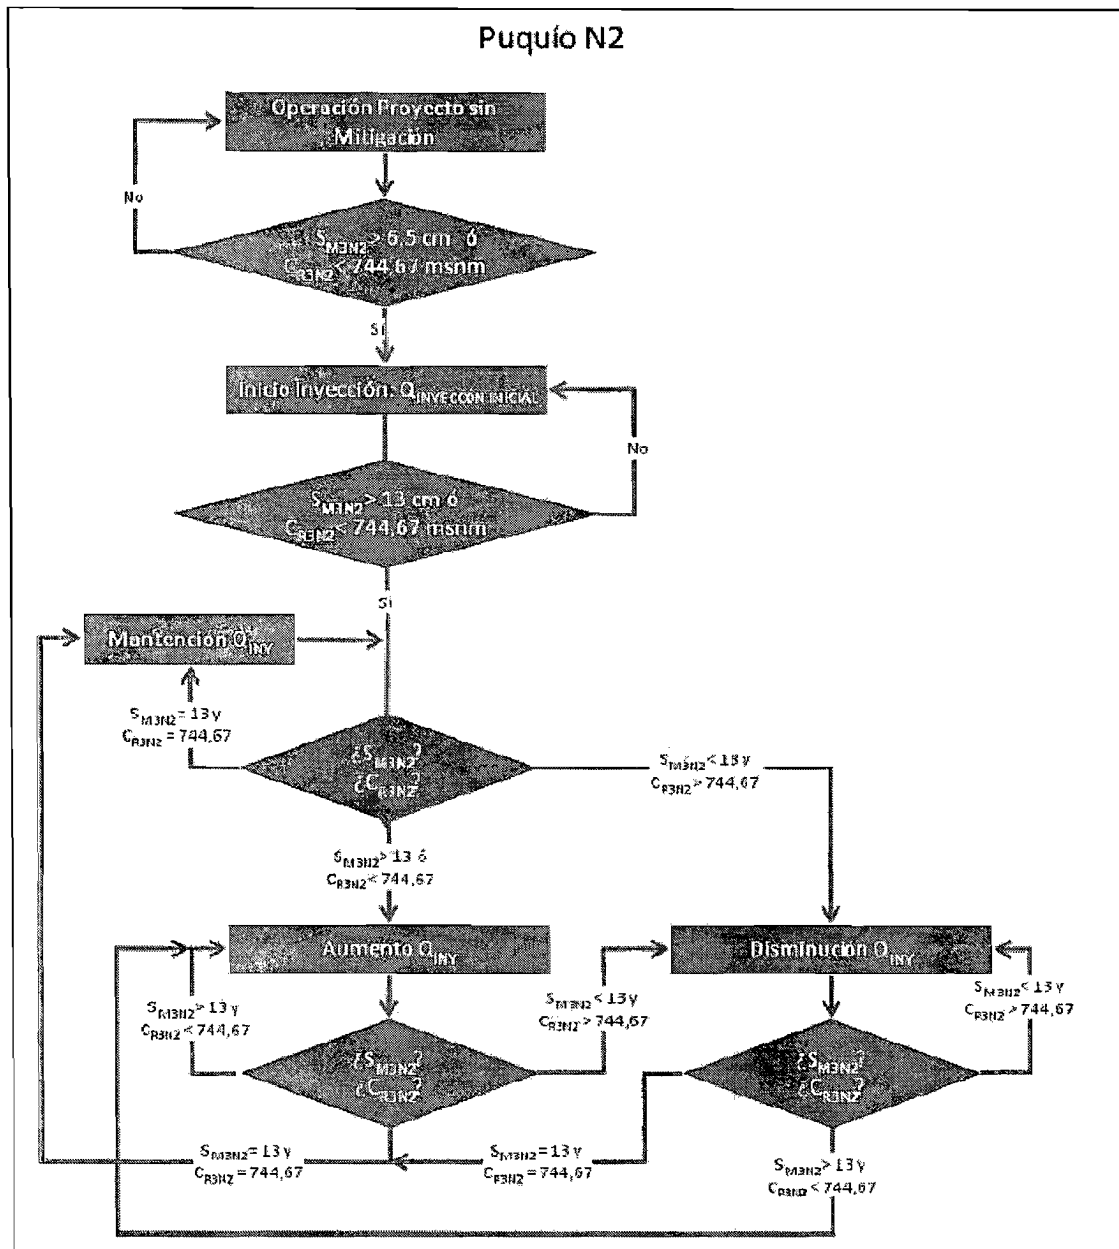 Puquío N2
Operación Proyecto sin
Mitigación
No
S_M3N2 > 6.5 cm ó
C_R3N2 < 744,67 msnm
Si
Inicio Inyección. Q_INYECCON INICIAL
No
S_M3N2 > 13 cm ó
C_R3N2 < 744,67 msnm
Si
Mantención Q_INY
S_M3N2 = 13 y
C_R3N2 = 744,67
¿S_M3N2?
¿C_R3N2?
S_M3N2 < 13 y
C_R3N2 > 744,67
S_M3N2 > 13 ó
C_R3N2 < 744,67
Aumento Q_INY
Disminución Q_INY
S_M3N2 > 13 y
C_R3N2 < 744,67
S_M3N2 < 13 y
C_R3N2 > 744,67
S_M3N2 < 13 y
C_R3N2 > 744,67
¿S_M3N2?
¿C_R3N2?
¿S_M3N2?
¿C_R3N2?
S_M3N2 = 13 y
C_R3N2 = 744,67
S_M3N2 = 13 y
C_R3N2 = 744,67
S_M3N2 > 13 y
C_R3N2 < 744,67